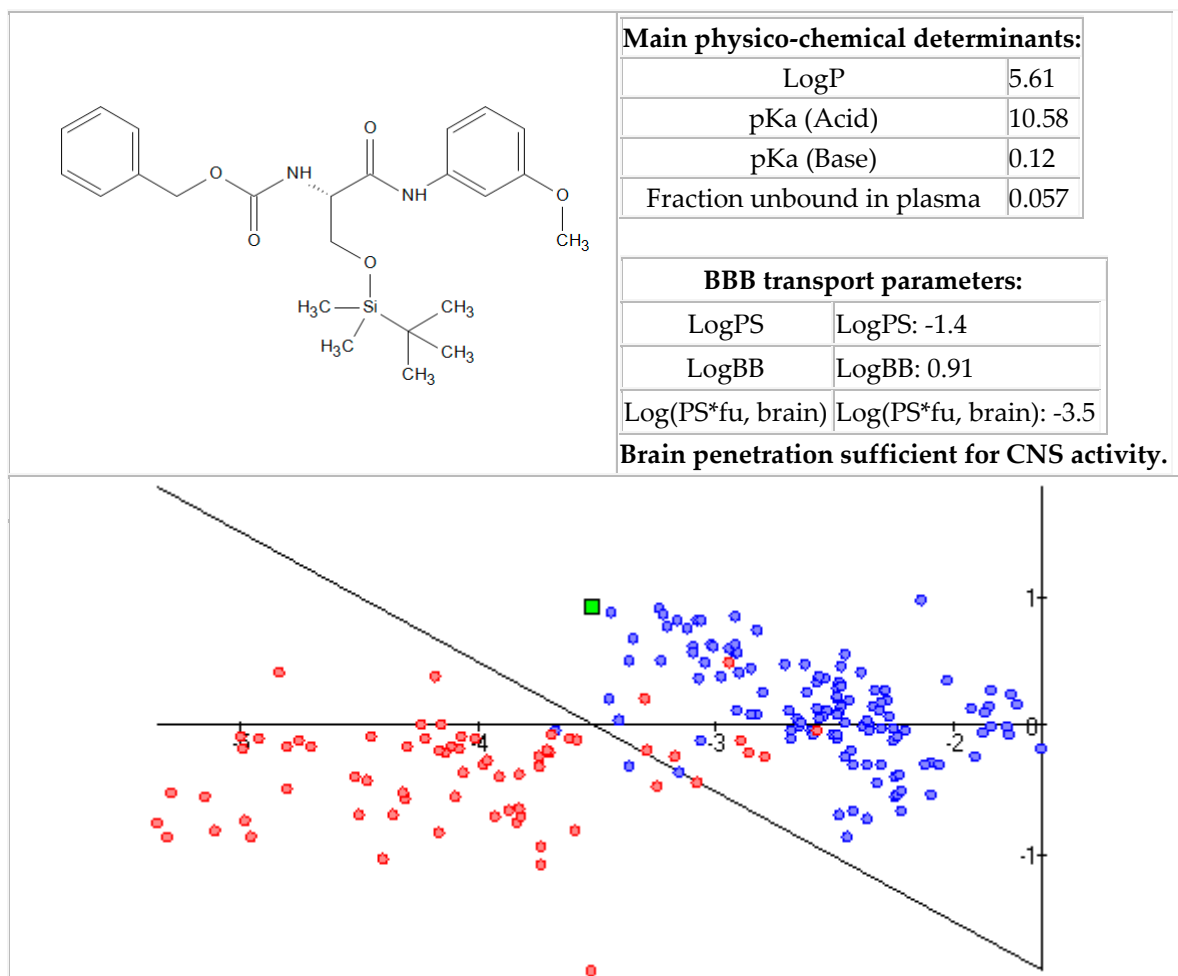 Main physico-chemical determinants:
LogP 5.61
pKa (Acid) 10.58
pKa (Base) 0.12
Fraction unbound in plasma 0.057
BBB transport parameters:
LogPS LogPS: -1.4
LogBB LogBB: 0.91
Log(PS*fu, brain) Log(PS*fu, brain): -3.5
Brain penetration sufficient for CNS activity.
O
O
NH
O
NH
O
CH3
O
O
H3C
Si
CH3
H3C
CH3
CH3
1
-5
-4
-3
-2
0
-1